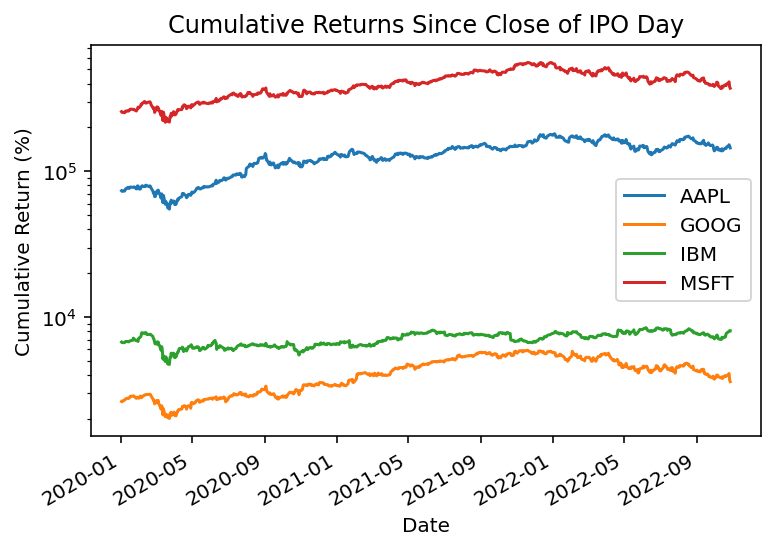 Cumulative Returns Since Close of IPO Day
Cumulative Return (%)
10^5
10^4
AAPL
GOOG
IBM
MSFT
2020-01
2020-05
2020-09
2021-01
2021-05
2021-09
2022-01
2022-05
2022-09
Date